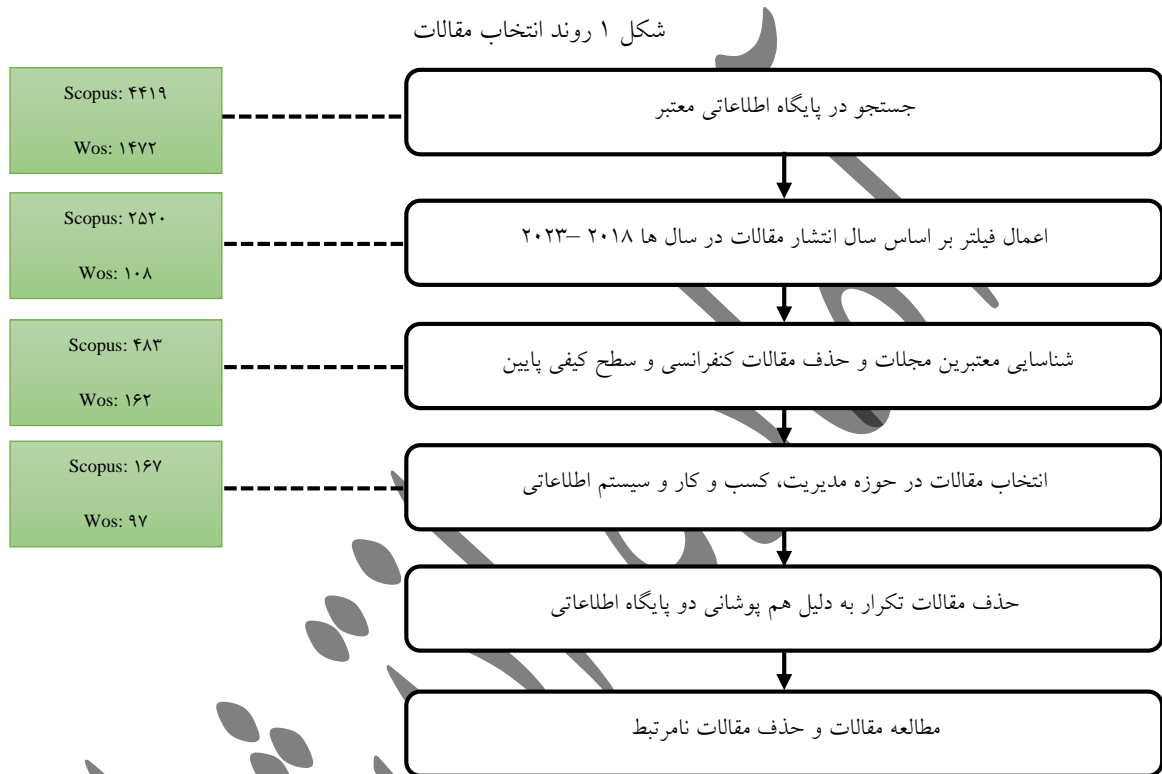 شکل ۱ روند انتخاب مقالات
جستجو در پایگاه اطلاعاتی معتبر
Scopus: ۴۴۱۹
Wos: ۱۴۷۲
اعمال فیلتر بر اساس سال انتشار مقالات در سال ها ۲۰۱۸ –۲۰۲۳
Scopus: ۲۵۲۰
Wos: ۱۰۸
شناسایی معتبرین مجلات و حذف مقالات کنفرانسی و سطح کیفی پایین
Scopus: ۴۸۳
Wos: ۱۶۲
انتخاب مقالات در حوزه مدیریت، کسب و کار و سیستم اطلاعاتی
Scopus: ۱۶۷
Wos: ۹۷
حذف مقالات تکرار به دلیل هم پوشانی دو پایگاه اطلاعاتی
مطالعه مقالات و حذف مقالات نامرتبط